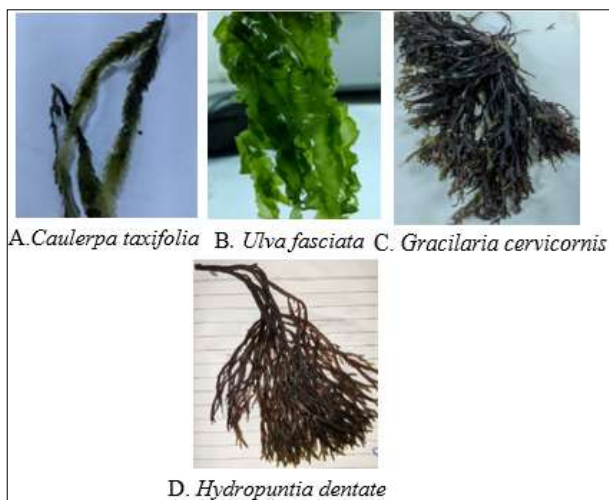 A.Caulerpa taxifolia B. Ulva fasciata C. Gracilaria cervicornis
D. Hydropuntia dentate